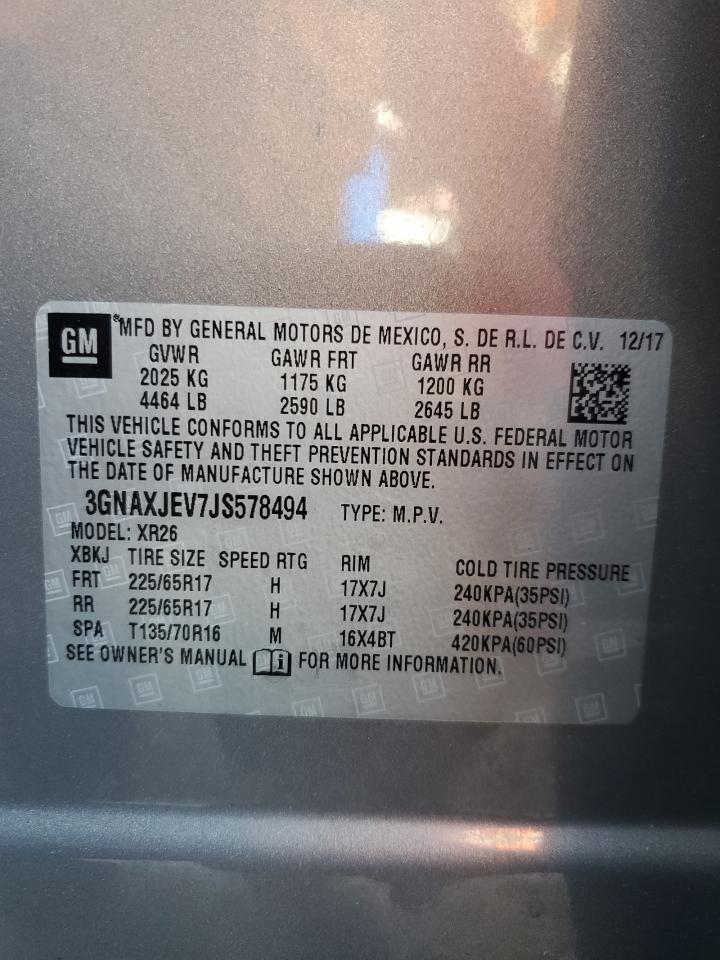 GM
MFD BY GENERAL MOTORS DE MEXICO, S. DE R.L. DE C.V. 12/17
GVWR GAWR FRT GAWR RR
2025 KG 1175 KG 1200 KG
4464 LB 2590 LB 2645 LB
THIS VEHICLE CONFORMS TO ALL APPLICABLE U.S. FEDERAL MOTOR
VEHICLE SAFETY AND THEFT PREVENTION STANDARDS IN EFFECT ON
THE DATE OF MANUFACTURE SHOWN ABOVE.
3GNAXJEV7JS578494 TYPE: M.P.V.
MODEL: XR26
XBKJ TIRE SIZE SPEED RTG RIM COLD TIRE PRESSURE
FRT 225/65R17 H 17X7J 240KPA(35PSI)
RR 225/65R17 H 17X7J 240KPA(35PSI)
SPA T135/70R16 M 16X4BT 420KPA(60PSI)
SEE OWNER'S MANUAL i FOR MORE INFORMATION.